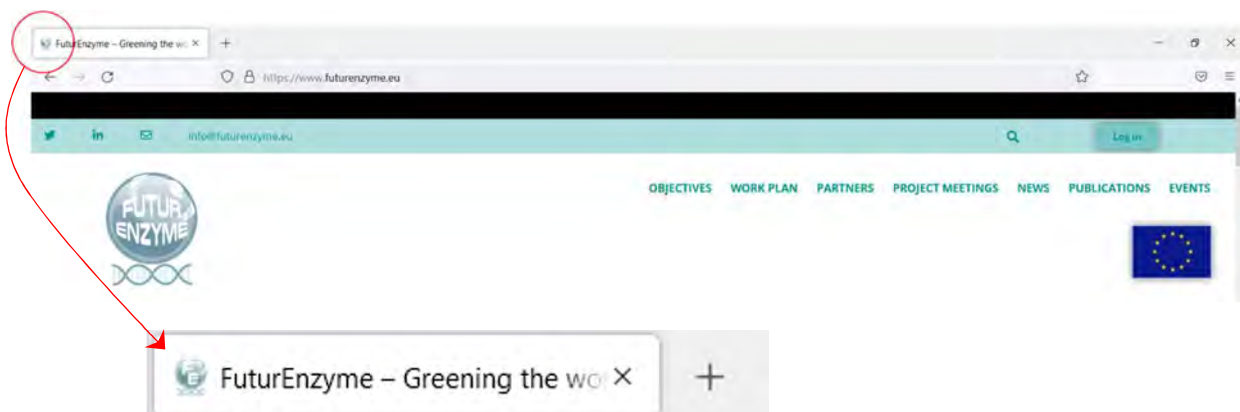 FuturEnzyme – Greening the wo
https://www.futurenzyme.eu
in info@futurenzyme.eu Log in
OBJECTIVES WORK PLAN PARTNERS PROJECT MEETINGS NEWS PUBLICATIONS EVENTS
FUTUR
ENZYME
FuturEnzyme – Greening the wo